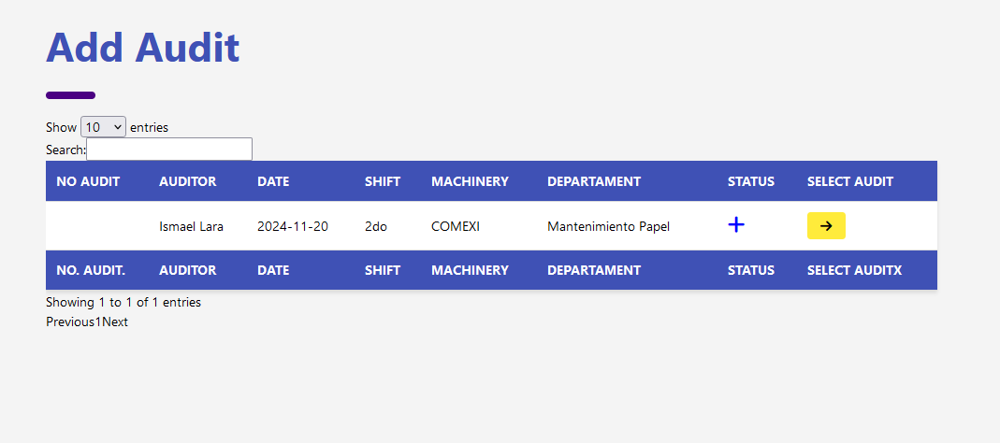 Add Audit
Show 10 entries
Search:
NO AUDIT AUDITOR DATE SHIFT MACHINERY DEPARTAMENT STATUS SELECT AUDIT
Ismael Lara 2024-11-20 2do COMEXI Mantenimiento Papel
NO. AUDIT. AUDITOR DATE SHIFT MACHINERY DEPARTAMENT STATUS SELECT AUDITX
Showing 1 to 1 of 1 entries
Previous1Next